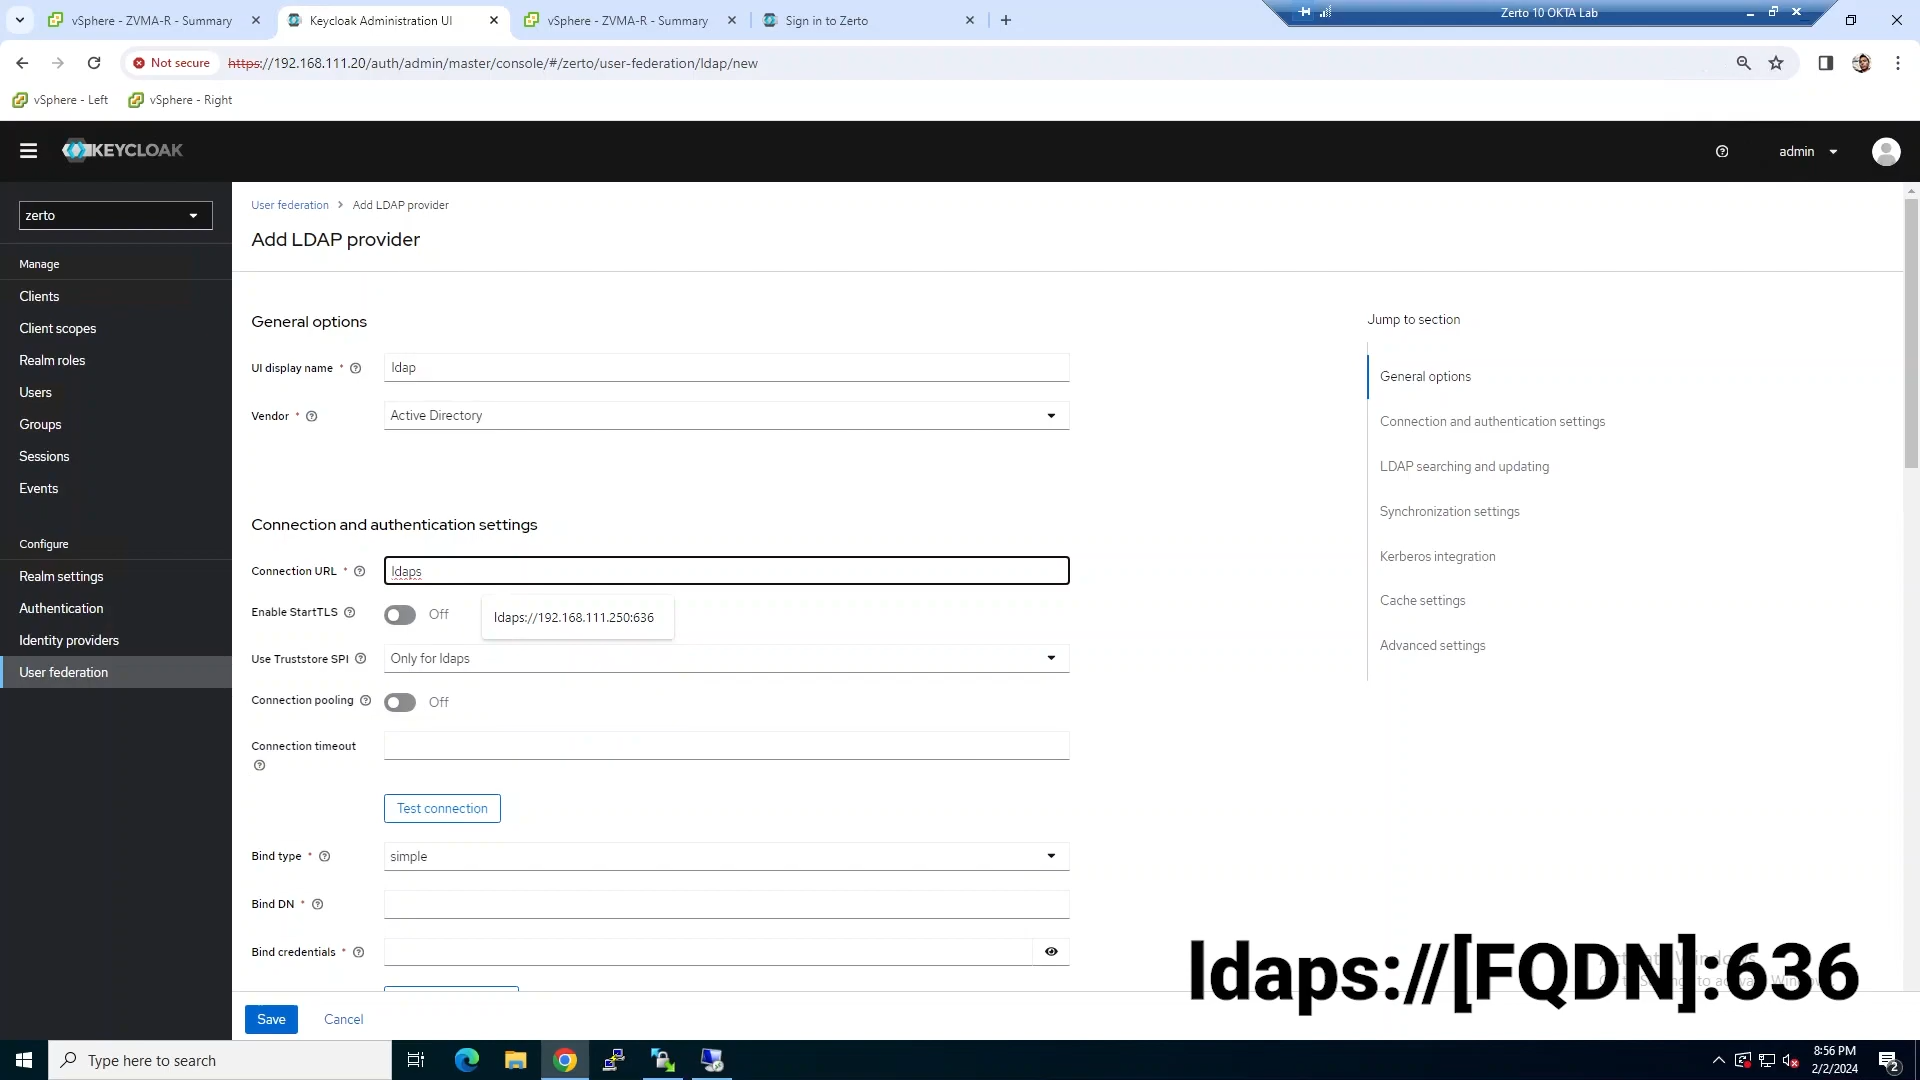 vSphere - ZVMA-R - Summary
Keycloak Administration UI
vSphere - ZVMA-R - Summary
Sign in to Zerto
Zerto 10 OKTA Lab
Not secure
https://192.168.111.20/auth/admin/master/console/#/zerto/user-federation/ldap/new
vSphere - Left
vSphere - Right
KEYCLOAK
admin
zerto
Manage
Clients
Client scopes
Realm roles
Users
Groups
Sessions
Events
Configure
Realm settings
Authentication
Identity providers
User federation
User federation > Add LDAP provider
Add LDAP provider
General options
UI display name *
ldap
Vendor *
Active Directory
Connection and authentication settings
Connection URL *
ldaps
Enable StartTLS
Off
ldaps://192.168.111.250:636
Use Truststore SPI
Only for ldaps
Connection pooling
Off
Connection timeout
Test connection
Bind type *
simple
Bind DN *
Bind credentials *
Save
Cancel
Jump to section
General options
Connection and authentication settings
LDAP searching and updating
Synchronization settings
Kerberos integration
Cache settings
Advanced settings
ldaps://[FQDN]:636
Type here to search
8:56 PM
2/2/2024
2